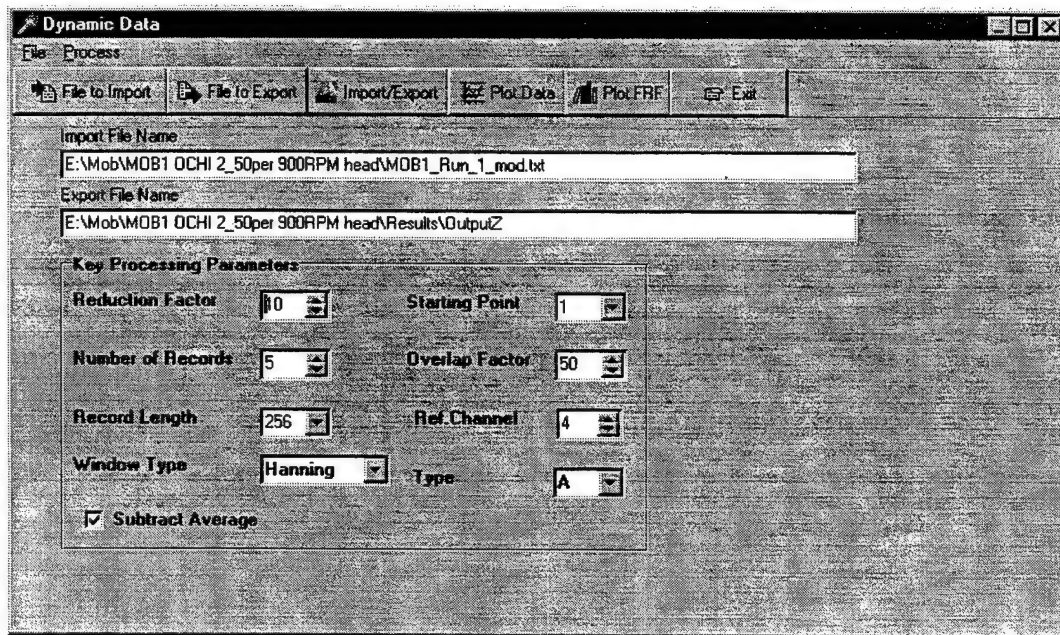 Dynamic Data
File Process
File to Import File to Export Import/Export Plot Data Plot FRF Exit
Import File Name
E:\Mob\MOB1 OCHI 2_50per 900RPM head\MOB1_Run_1_mod.txt
Export File Name
E:\Mob\MOB1 OCHI 2_50per 900RPM head\Results\OutputZ
Key Processing Parameters
Reduction Factor 10 Starting Point 1
Number of Records 5 Overlap Factor 50
Record Length 256 Ref.Channel 4
Window Type Hanning Type A
Subtract Average